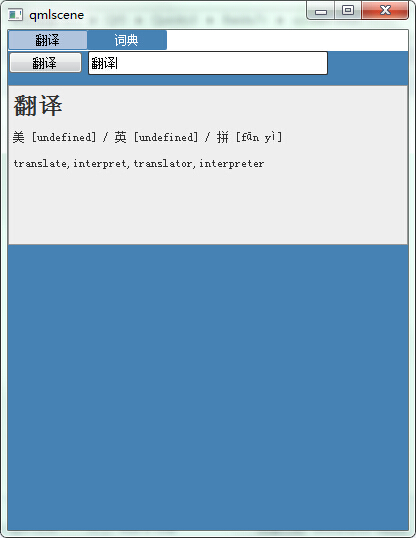 qmlscene
翻译 词典
翻译 翻译
翻译
美 [undefined] / 英 [undefined] / 拼 [fān yì]
translate, interpret, translator, interpreter